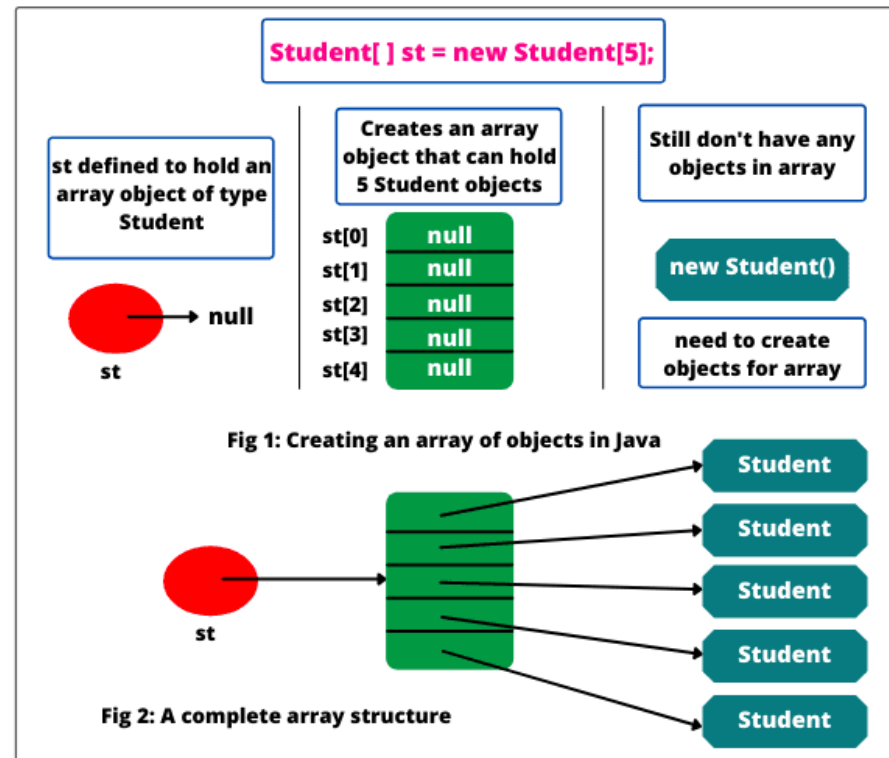 Student[ ] st = new Student[5];
st defined to hold an
array object of type
Student
null
st
Creates an array
object that can hold
5 Student objects
st[0] null
st[1] null
st[2] null
st[3] null
st[4] null
Still don't have any
objects in array
new Student()
need to create
objects for array
Fig 1: Creating an array of objects in Java
st
Student
Student
Student
Student
Student
Fig 2: A complete array structure